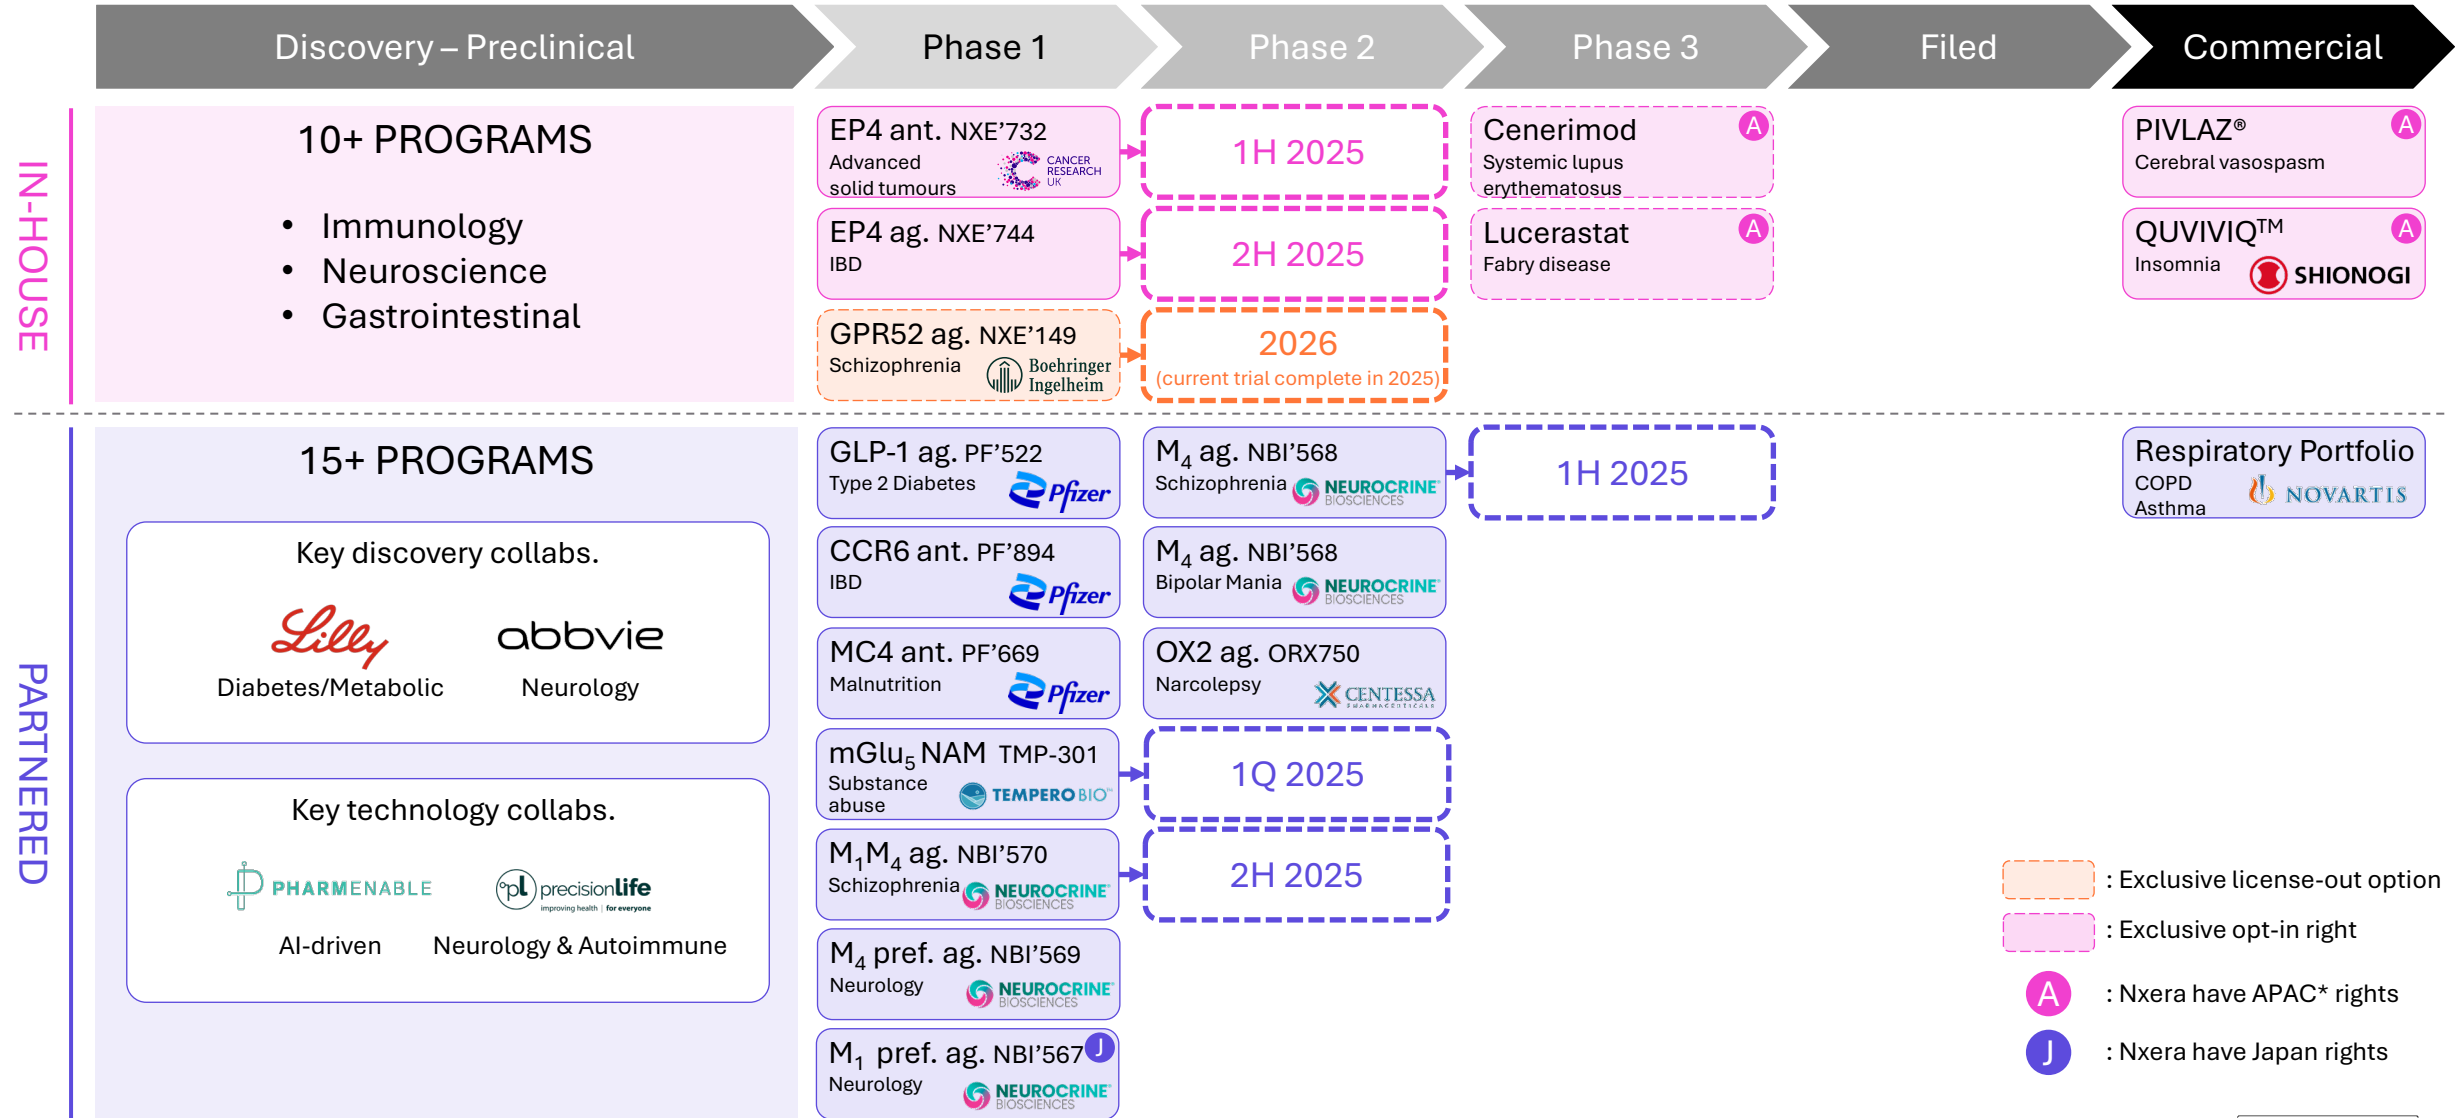 Discovery – Preclinical
Phase 1
Phase 2
Phase 3
Filed
Commercial
IN-HOUSE
10+ PROGRAMS
• Immunology
• Neuroscience
• Gastrointestinal
EP4 ant. NXE'732
Advanced
solid tumours
CANCER
RESEARCH
UK
1H 2025
Cenerimod
A
Systemic lupus
erythematosus
PIVLAZ®
A
Cerebral vasospasm
EP4 ag. NXE'744
IBD
2H 2025
Lucerastat
A
Fabry disease
QUVIVIQ™
A
Insomnia
SHIONOGI
GPR52 ag. NXE'149
Schizophrenia
Boehringer
Ingelheim
2026
(current trial complete in 2025)
PARTNERED
15+ PROGRAMS
Key discovery collabs.
Lilly
abbvie
Diabetes/Metabolic
Neurology
Key technology collabs.
PHARMENABLE
pl precisionlife
improving health | for everyone
AI-driven
Neurology & Autoimmune
GLP-1 ag. PF'522
Type 2 Diabetes
Pfizer
M₄ ag. NBI'568
Schizophrenia
NEUROCRINE®
BIOSCIENCES
1H 2025
Respiratory Portfolio
COPD
Asthma
NOVARTIS
CCR6 ant. PF'894
IBD
Pfizer
M₄ ag. NBI'568
Bipolar Mania
NEUROCRINE®
BIOSCIENCES
MC4 ant. PF'669
Malnutrition
Pfizer
OX2 ag. ORX750
Narcolepsy
CENTESSA
PHARMACEUTICALS
mGlu₅ NAM TMP-301
Substance
abuse
TEMPERO BIO™
1Q 2025
M₁M₄ ag. NBI'570
Schizophrenia
NEUROCRINE®
BIOSCIENCES
2H 2025
M₄ pref. ag. NBI'569
Neurology
NEUROCRINE®
BIOSCIENCES
M₁ pref. ag. NBI'567
J
Neurology
NEUROCRINE®
BIOSCIENCES
: Exclusive license-out option
: Exclusive opt-in right
A : Nxera have APAC* rights
J : Nxera have Japan rights